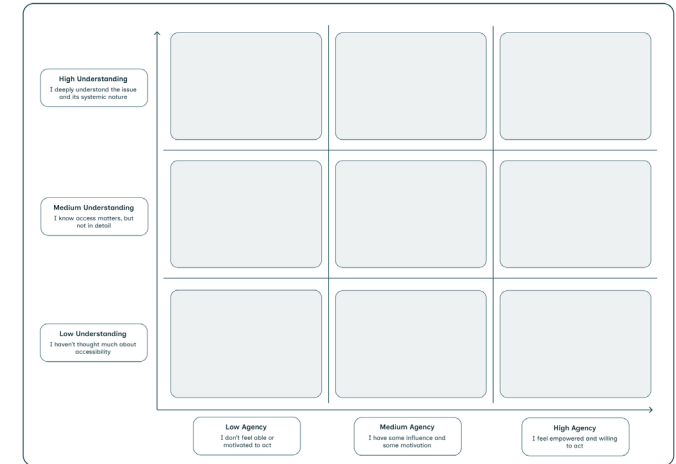 High Understanding
I deeply understand the issue
and its systemic nature
Medium Understanding
I know access matters, but
not in detail
Low Understanding
I haven't thought much about
accessibility
Low Agency
I don't feel able or
motivated to act
Medium Agency
I have some influence and
some motivation
High Agency
I feel empowered and willing
to act